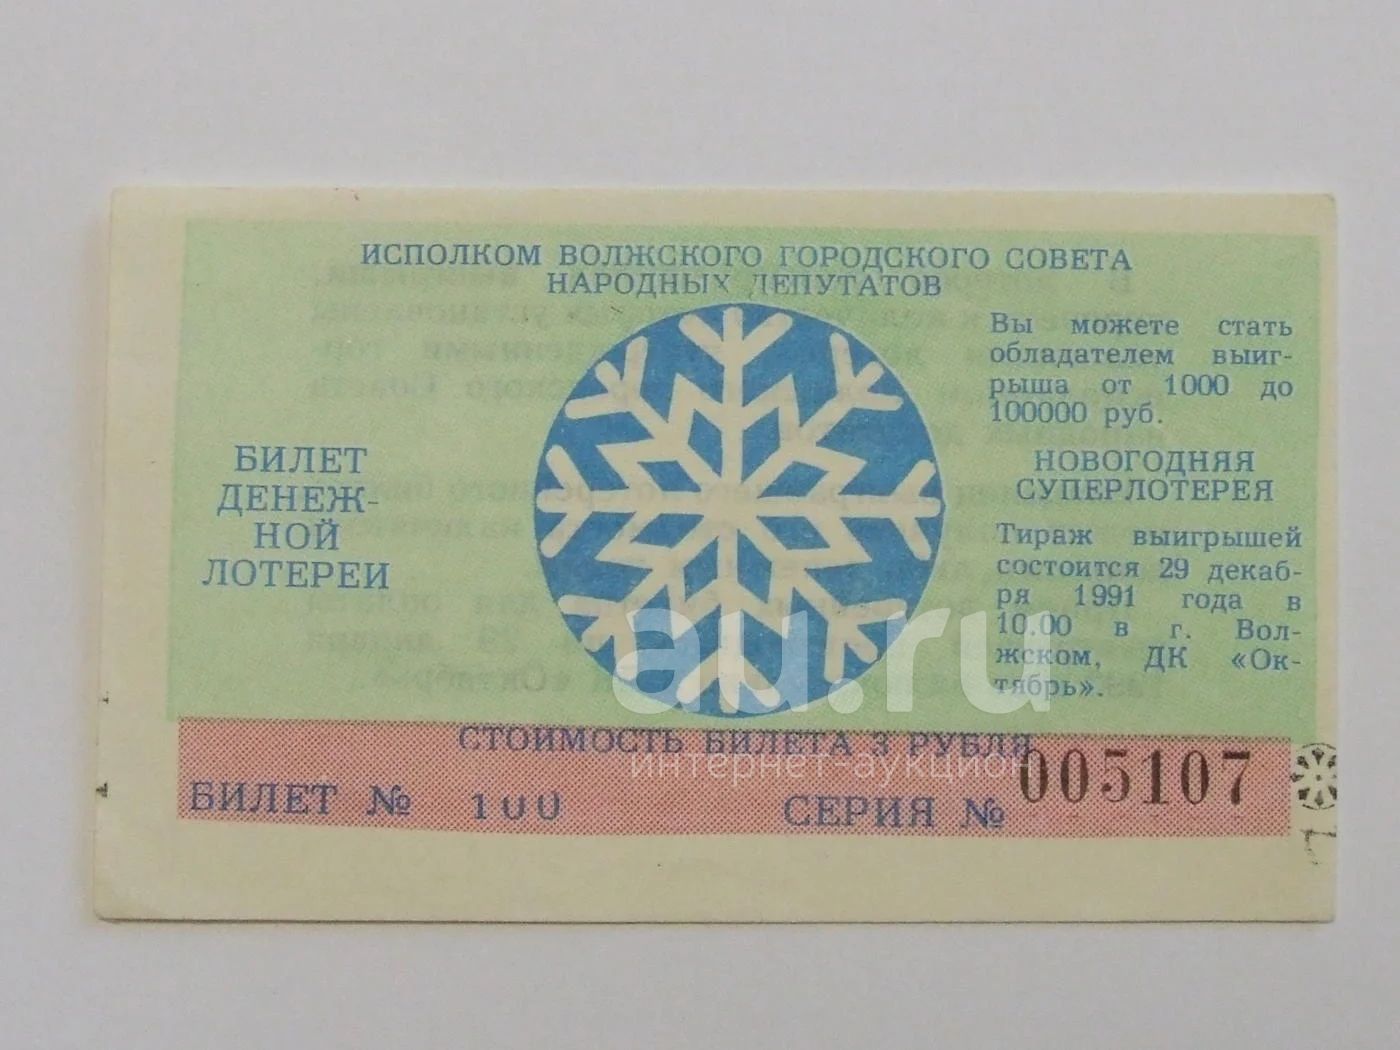 ИСПОЛКОМ ВОЛЖСКОГО ГОРОДСКОГО СОВЕТА
НАРОДНЫХ ДЕПУТАТОВ
Вы можете стать
обладателем выиг-
рыша от 1000 до
100000 руб.
БИЛЕТ
ДЕНЕЖ-
НОЙ
ЛОТЕРЕИ
НОВОГОДНЯЯ
СУПЕРЛОТЕРЕЯ
Тираж выигрышей
состоится 29 декаб-
ря 1991 года в
10.00 в г. Вол-
жском, ДК «Ок-
тябрь».
au.ru
интернет-аукцион
СТОИМОСТЬ БИЛЕТА 3 РУБЛЯ
БИЛЕТ № 100 СЕРИЯ № 005107